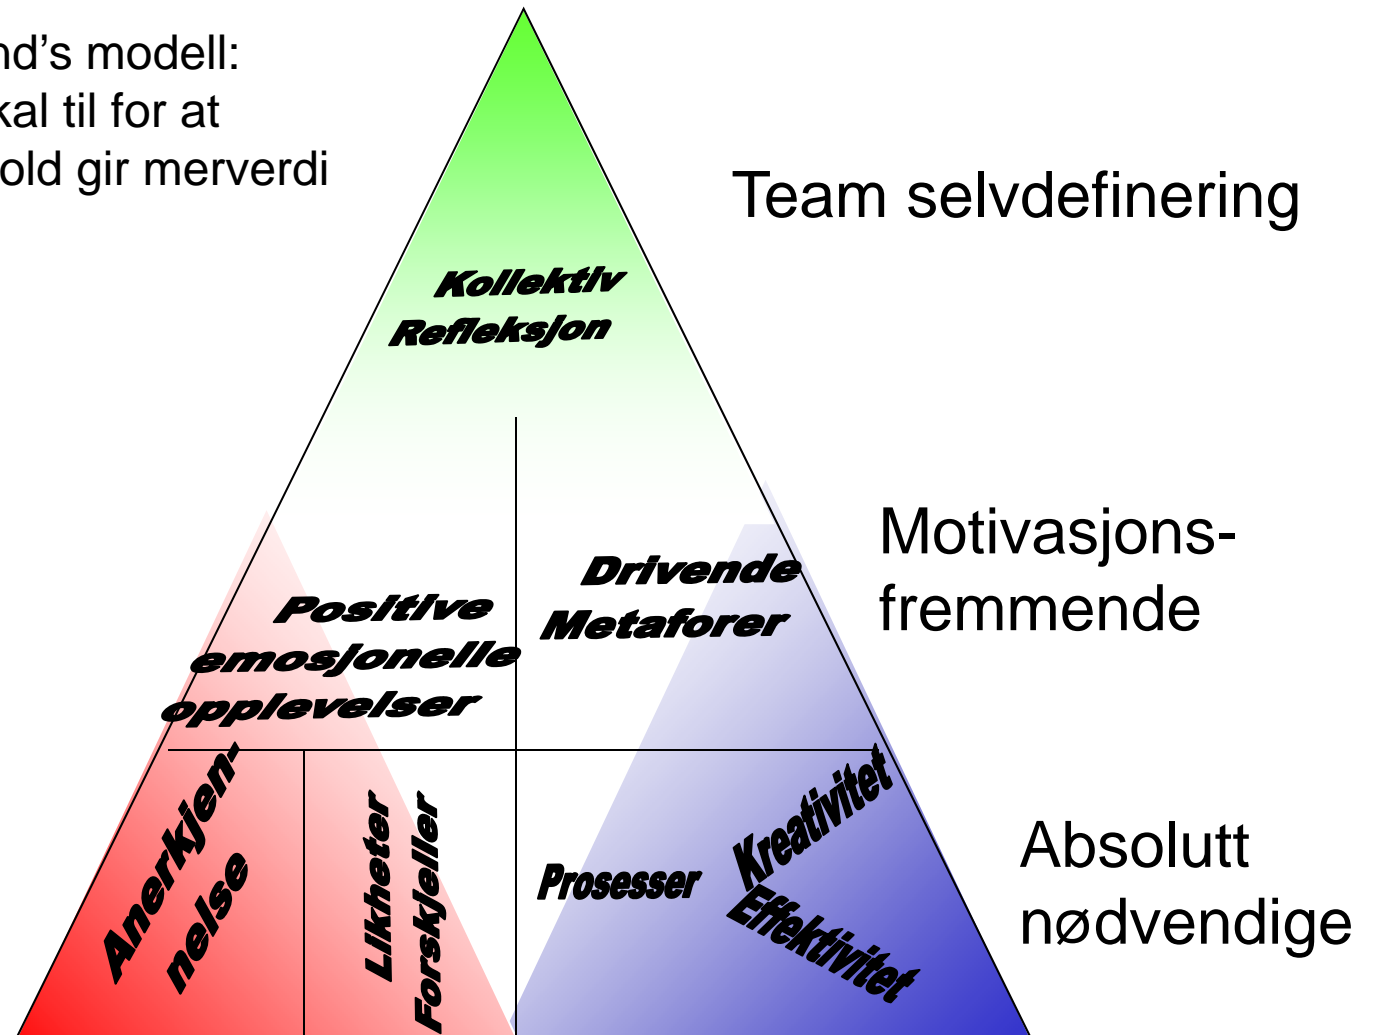 nd's modell:
kal til for at
old gir merverdi
Team selvdefinering
Kollektiv
Refleksjon
Motivasjons-
fremmende
Drivende
Metaforer
Positive
emosjonelle
opplevelser
Anerkjen-
nelse
Likheter
Forskjeller
Prosesser
Kreativitet
Effektivitet
Absolutt
nødvendige